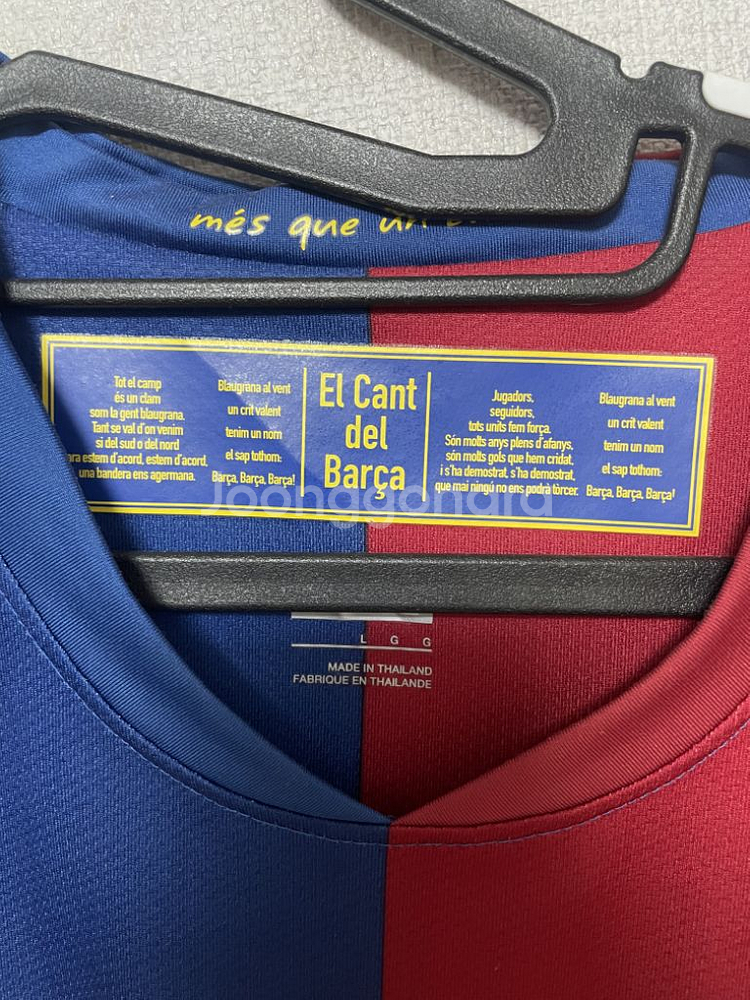 més que un
Tot el camp
és un clam
som la gent blaugrana.
Tant se val d'on venim
si del sud o del nord
ara estem d'acord, estem d'acord,
una bandera ens agermana.
Blaugrana al vent
un crit valent
tenim un nom
el sap tothom:
Barça, Barça, Barça!
El Cant
del
Barça
Jugadors,
seguidors,
tots units fem força.
Són molts anys plens d'afanys,
són molts gols que hem cridat,
i s'ha demostrat, s'ha demostrat,
que mai ningú no ens podrà tòrcer.
Blaugrana al vent
un crit valent
tenim un nom
el sap tothom:
Barça, Barça, Barça!
Joonggonara
L G G
MADE IN THAILAND
FABRIQUE EN THAILANDE